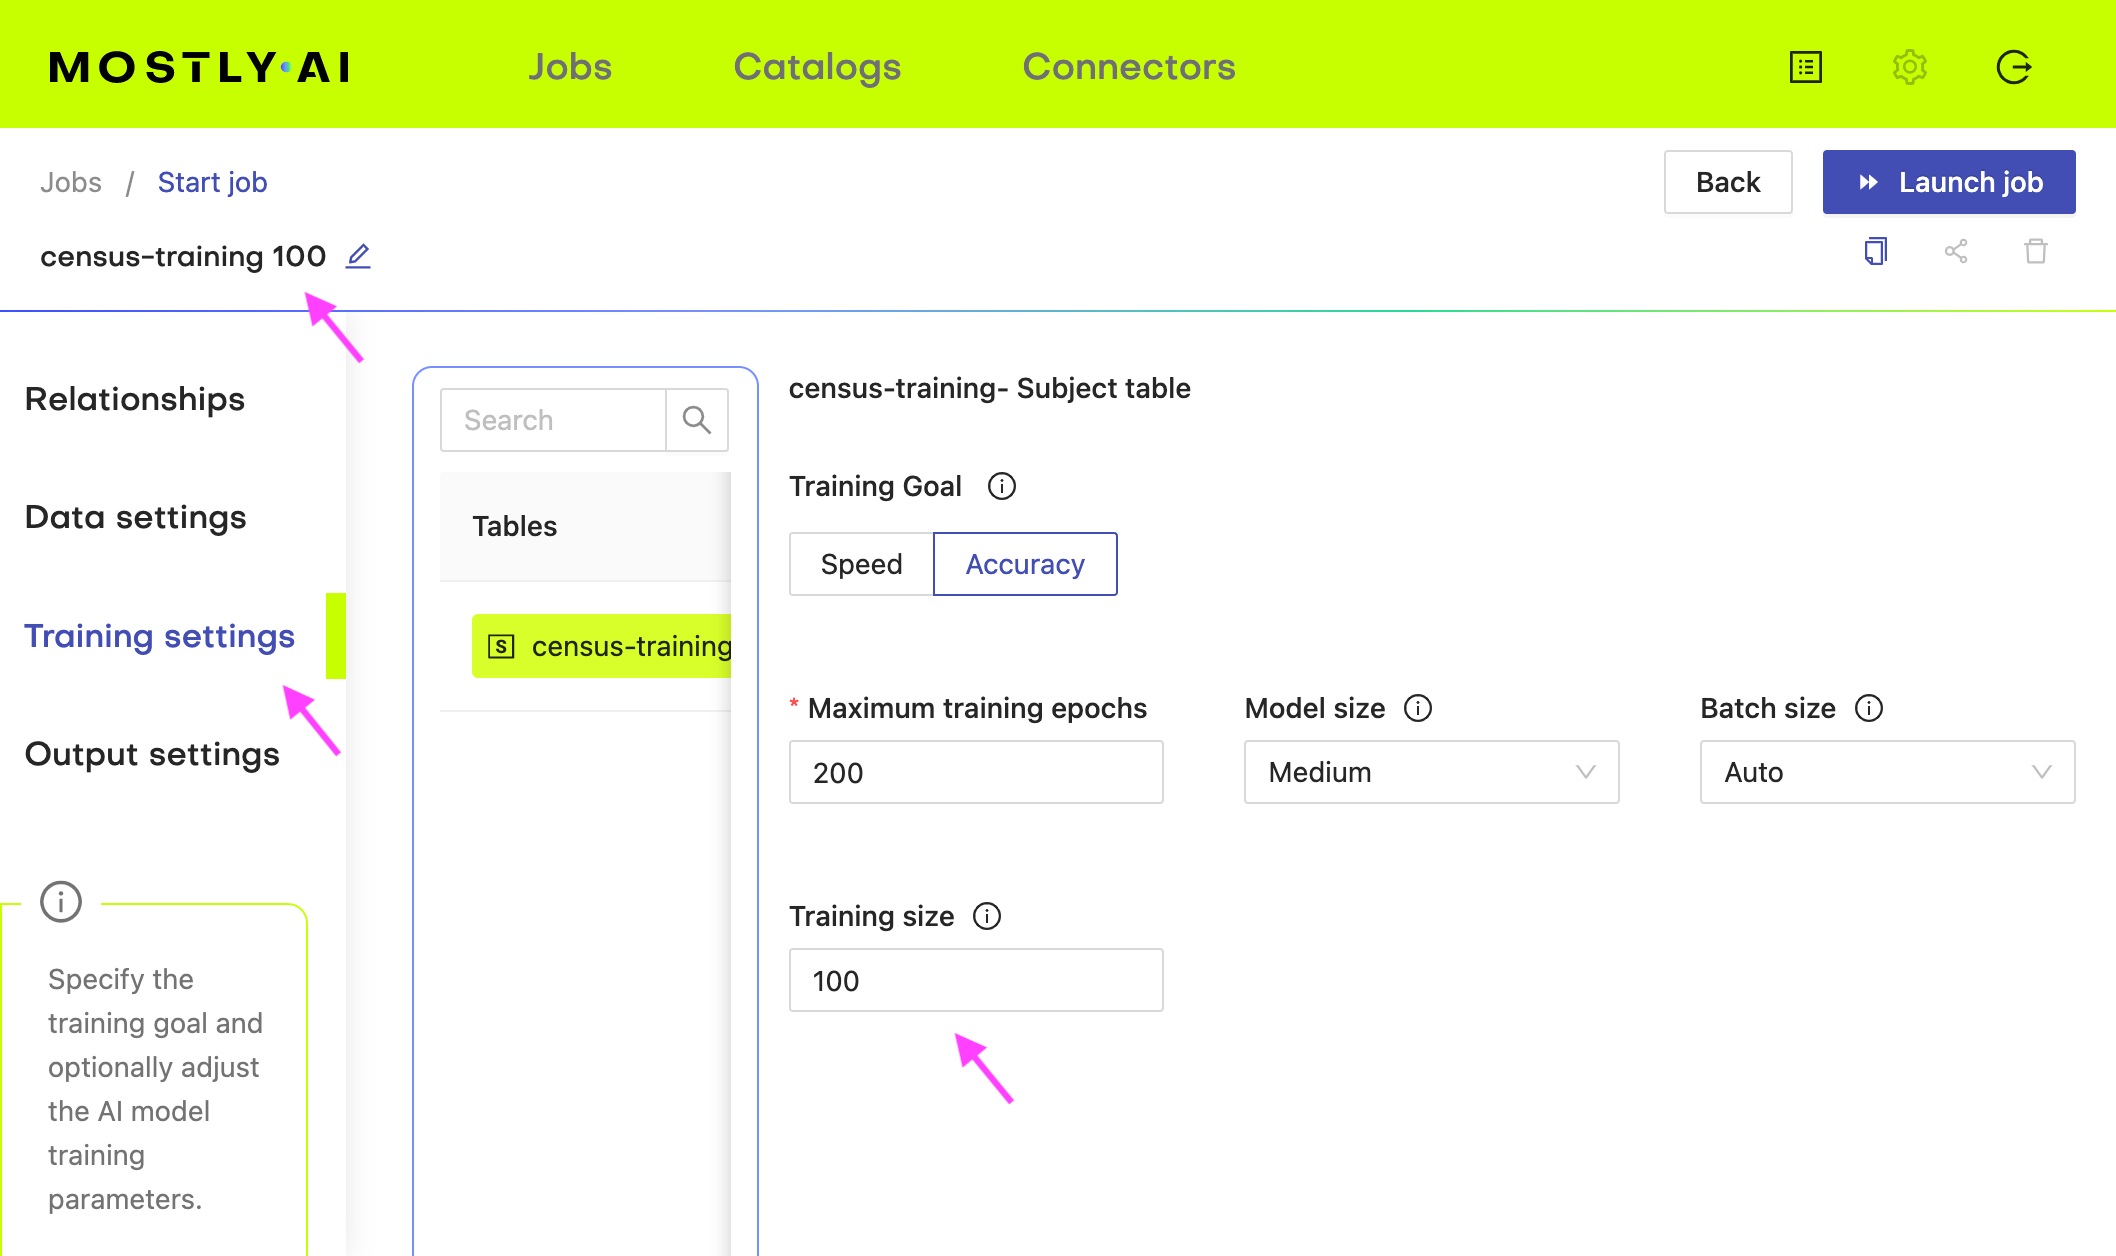 MOSTLY·AI
Jobs
Catalogs
Connectors
Jobs / Start job
Back
Launch job
census-training 100
Relationships
Data settings
Training settings
Output settings
Specify the
training goal and
optionally adjust
the AI model
training
parameters.
Search
Tables
S census-training
census-training- Subject table
Training Goal
Speed
Accuracy
* Maximum training epochs
200
Model size
Medium
Batch size
Auto
Training size
100